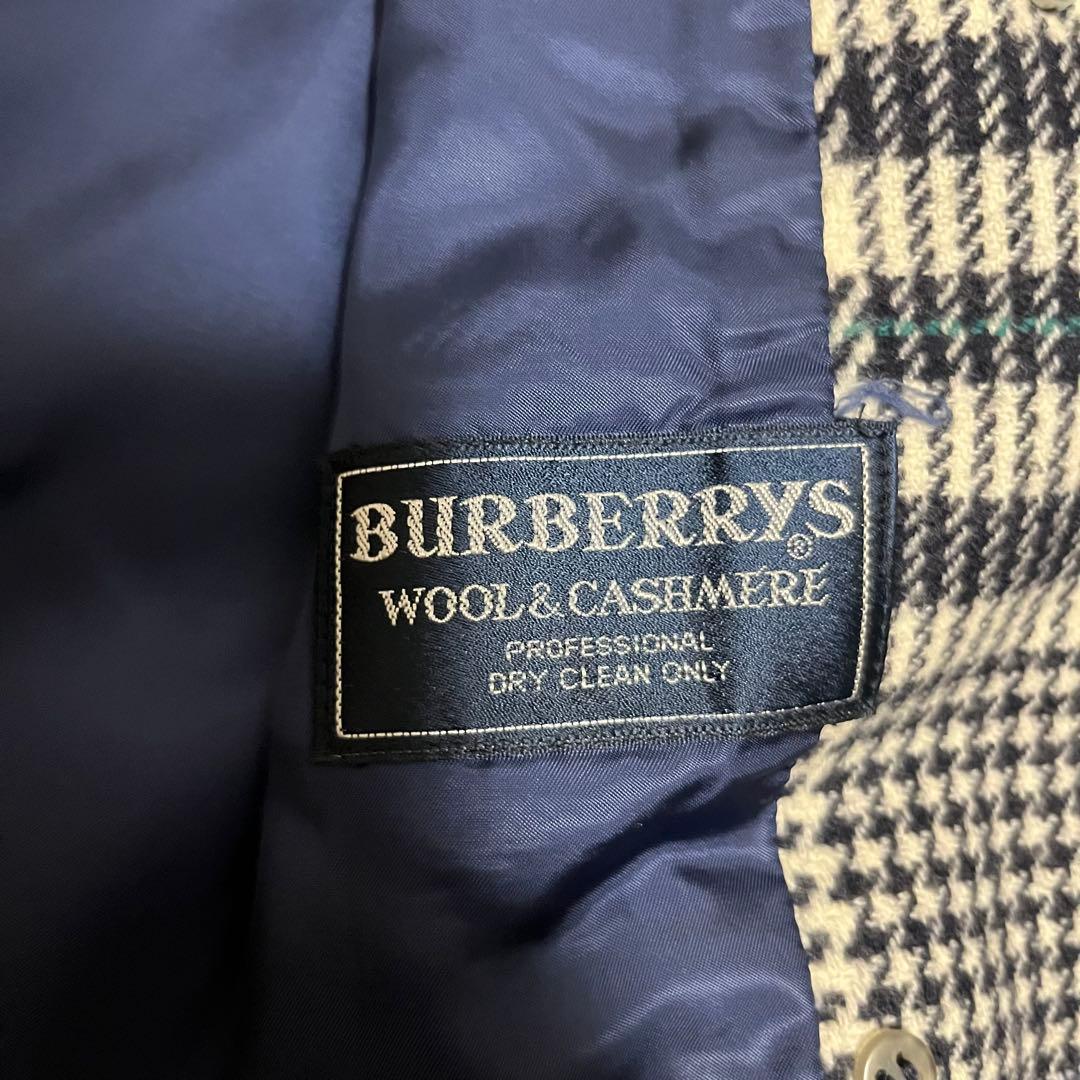 BURBERRYS®
WOOL&CASHMERE
PROFESSIONAL
DRY CLEAN ONLY